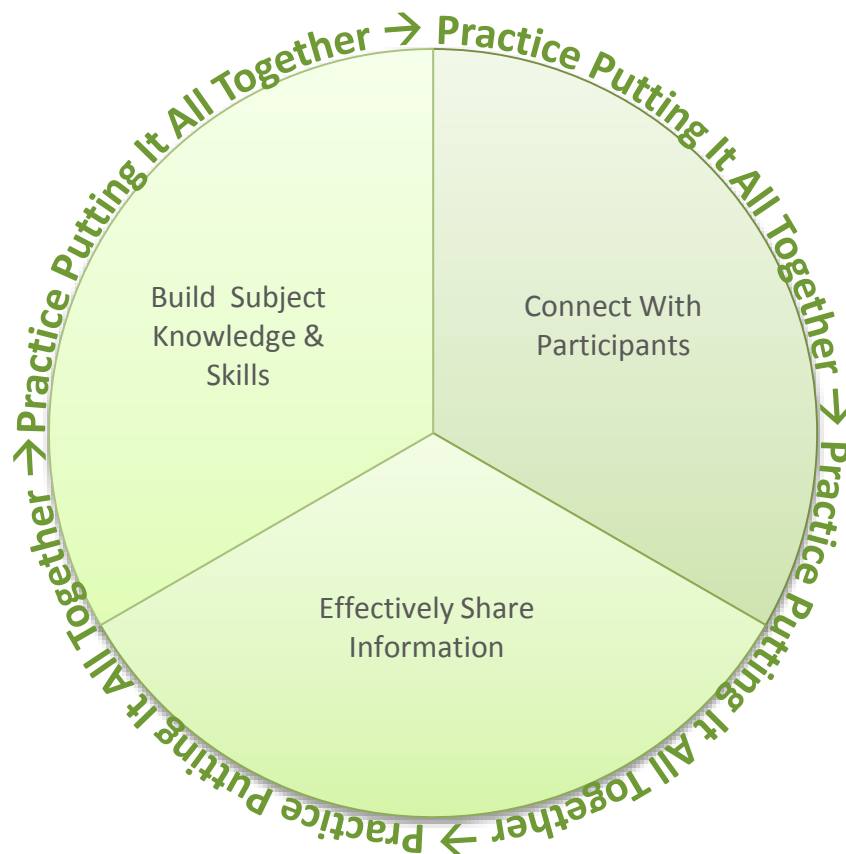 Practice Putting It All Together → Practice Putting It All Together → Practice Putting It All Together → Practice Putting It All Together →
Build Subject
Knowledge &
Skills
Connect With
Participants
Effectively Share
Information